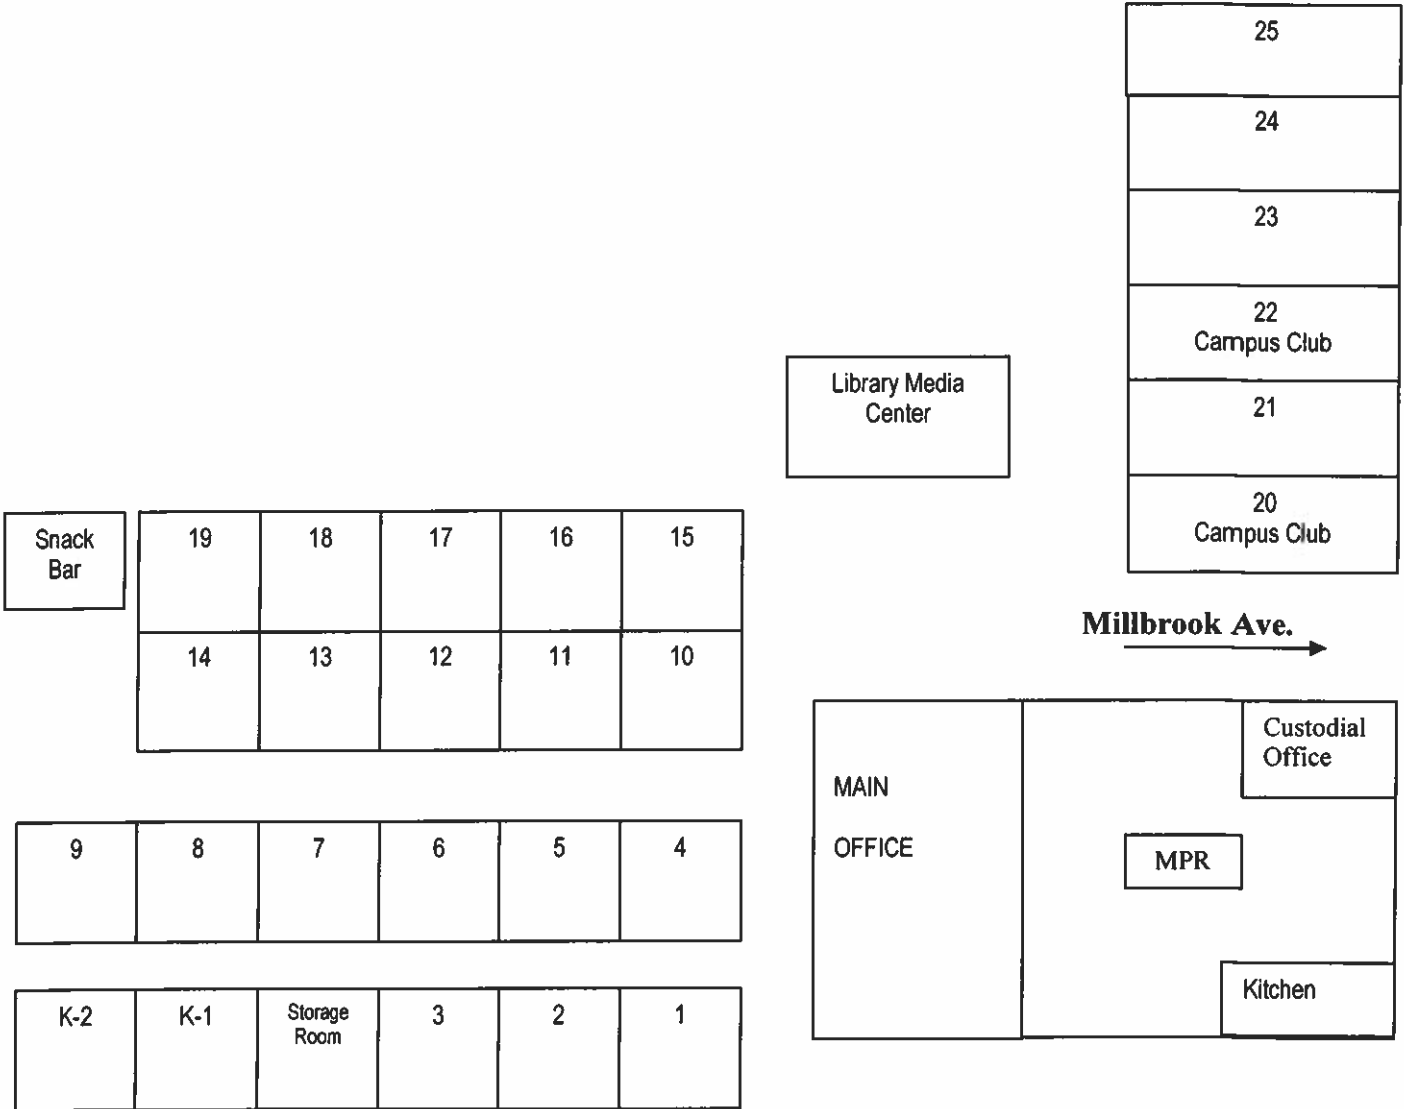 25
24
23
22
Campus Club
Library Media
Center
21
20
Campus Club
Snack
Bar
19 18 17 16 15
Millbrook Ave.
14 13 12 11 10
Custodial
Office
MAIN
OFFICE
MPR
9 8 7 6 5 4
Kitchen
K-2 K-1 Storage Room 3 2 1